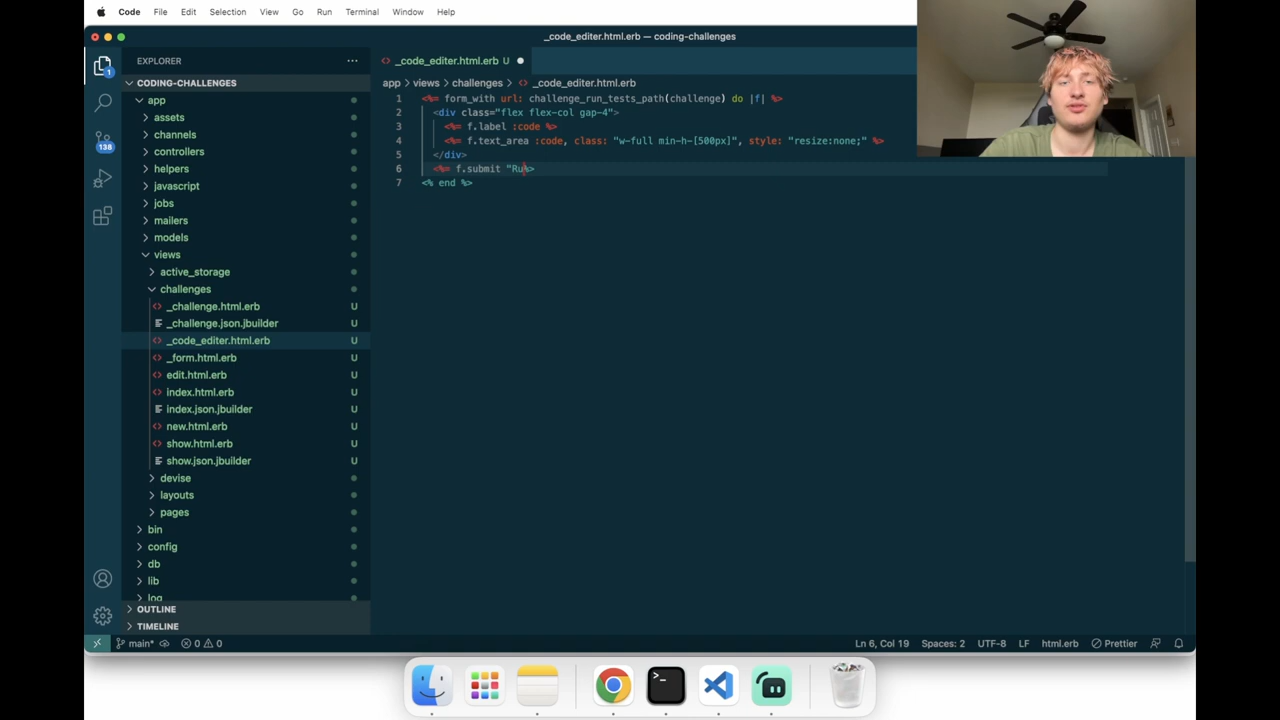 Code File Edit Selection View Go Run Terminal Window Help
_code_editer.html.erb — coding-challenges
EXPLORER
_code_editer.html.erb U
CODING-CHALLENGES
app > views > challenges > _code_editer.html.erb
app
assets
channels
controllers
helpers
javascript
jobs
mailers
models
views
active_storage
challenges
_challenge.html.erb U
_challenge.json.jbuilder U
_code_editer.html.erb U
_form.html.erb U
edit.html.erb U
index.html.erb U
index.json.jbuilder U
new.html.erb U
show.html.erb U
show.json.jbuilder U
devise
layouts
pages
bin
config
db
lib
log
OUTLINE
TIMELINE
1
138
1 <%= form_with url: challenge_run_tests_path(challenge) do |f| %>
2 <div class="flex flex-col gap-4">
3 <%= f.label :code %>
4 <%= f.text_area :code, class: "w-full min-h-[500px]", style: "resize:none;" %>
5 </div>
6 <%= f.submit "Ru%>
7 <% end %>
main* 0 0 Ln 6, Col 19 Spaces: 2 UTF-8 LF html.erb Prettier